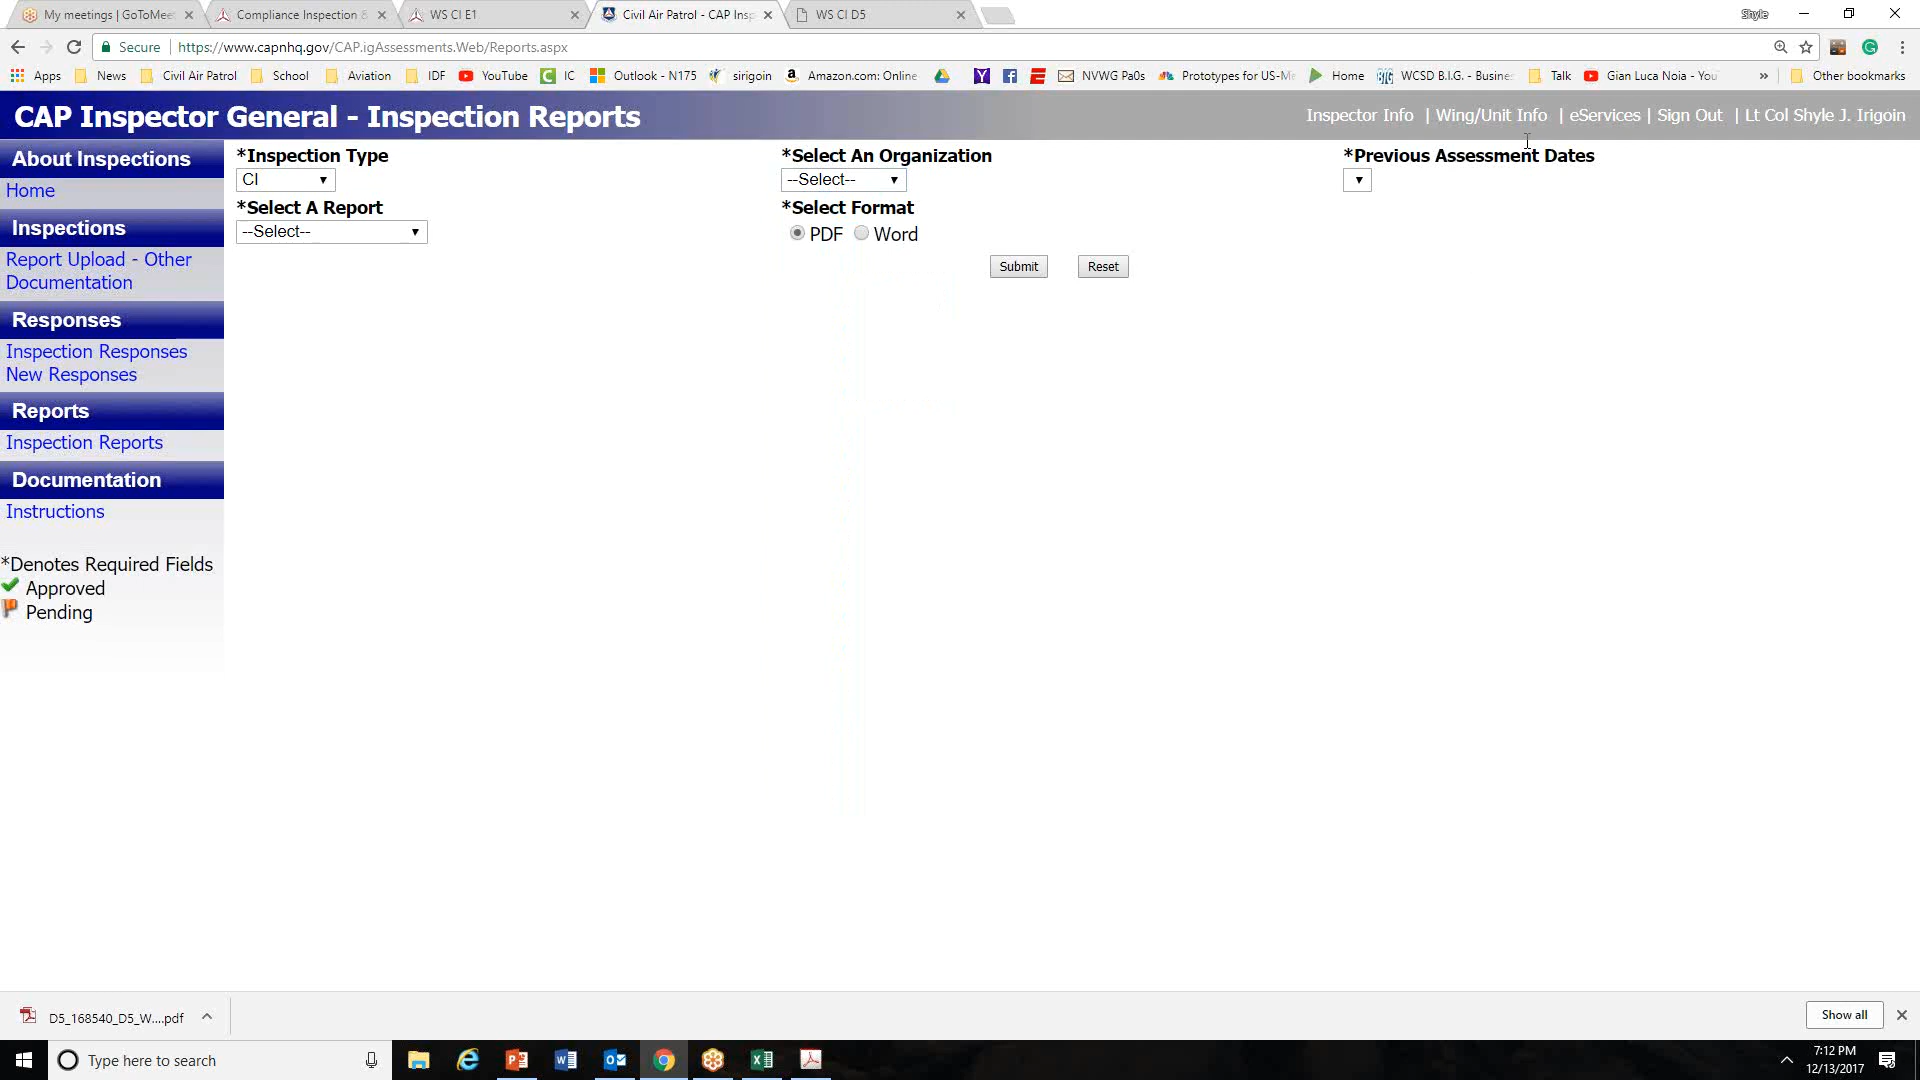 My meetings | GoToMee
Compliance Inspection &
WS CI E1
Civil Air Patrol - CAP Insp
WS CI D5
Shyle
Secure
https://www.capnhq.gov/CAP.igAssessments.Web/Reports.aspx
Apps
News
Civil Air Patrol
School
Aviation
IDF
YouTube
IC
Outlook - N175
sirigoin
Amazon.com: Online
NVWG Pa0s
Prototypes for US-Me
Home
WCSD B.I.G. - Busines
Talk
Gian Luca Noia - You
»
Other bookmarks
CAP Inspector General - Inspection Reports
Inspector Info | Wing/Unit Info | eServices | Sign Out | Lt Col Shyle J. Irigoin
About Inspections
Home
Inspections
Report Upload - Other
Documentation
Responses
Inspection Responses
New Responses
Reports
Inspection Reports
Documentation
Instructions
*Denotes Required Fields
Approved
Pending
*Inspection Type
CI
*Select An Organization
--Select--
*Previous Assessment Dates
*Select A Report
--Select--
*Select Format
PDF
Word
Submit
Reset
D5_168540_D5_W....pdf
Show all
Type here to search
7:12 PM
12/13/2017